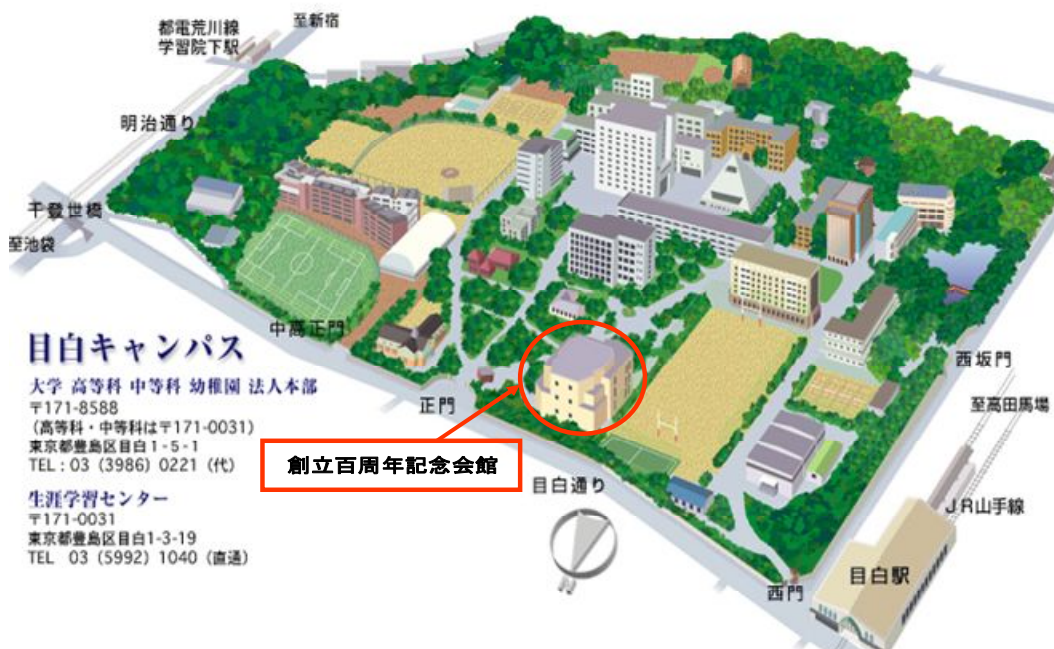 都電荒川線
学習院下駅
至新宿
明治通り
千登世橋
至池袋
中高正門
目白キャンパス
大学 高等科 中等科 幼稚園 法人本部
〒171-8588
(高等科・中等科は〒171-0031)
東京都豊島区目白1-5-1
TEL：03 (3986) 0221 (代)
生涯学習センター
〒171-0031
東京都豊島区目白1-3-19
TEL 03 (5992) 1040 (直通)
正門
創立百周年記念会館
目白通り
N
西門
目白駅
JR山手線
至高田馬場
西坂門